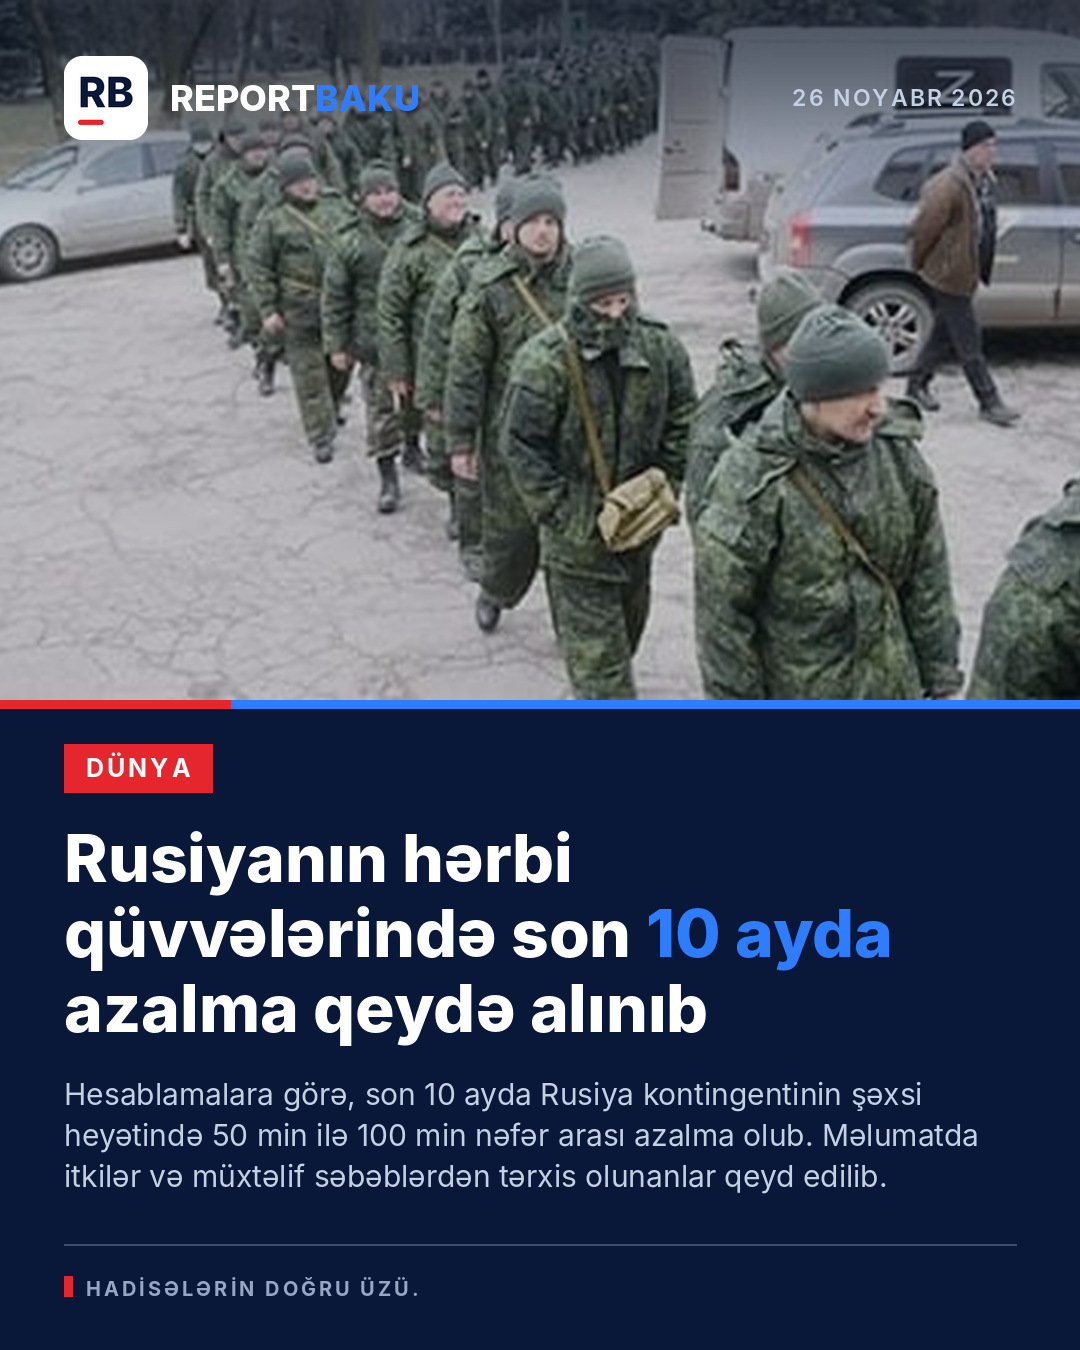 RB
REPORTBAKU
26 NOYABR 2026
Z
DÜNYA
Rusiyanın hərbi
qüvvələrində son 10 ayda
azalma qeydə alınıb
Hesablamalara görə, son 10 ayda Rusiya kontingentinin şəxsi
heyətində 50 min ilə 100 min nəfər arası azalma olub. Məlumatda
itkilər və müxtəlif səbəblərdən tərxis olunanlar qeyd edilib.
HADİSƏLƏRİN DOĞRU ÜZÜ.